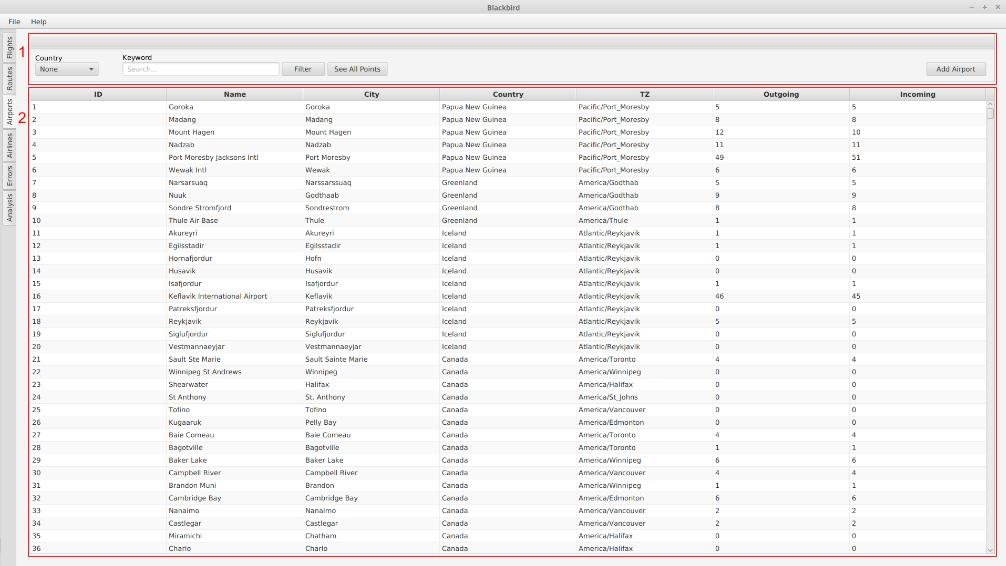 Blackbird
File Help
1
Country Keyword
None Search... Filter See All Points Add Airport
Flights
Routes
Airports
Airlines
Errors
Analysis
2
ID Name City Country TZ Outgoing Incoming
1 Goroka Goroka Papua New Guinea Pacific/Port_Moresby 5 5
2 Madang Madang Papua New Guinea Pacific/Port_Moresby 8 8
3 Mount Hagen Mount Hagen Papua New Guinea Pacific/Port_Moresby 12 10
4 Nadzab Nadzab Papua New Guinea Pacific/Port_Moresby 11 11
5 Port Moresby Jacksons Intl Port Moresby Papua New Guinea Pacific/Port_Moresby 49 51
6 Wewak Intl Wewak Papua New Guinea Pacific/Port_Moresby 6 6
7 Narsarsuaq Narssarssuaq Greenland America/Godthab 5 5
8 Nuuk Godthaab Greenland America/Godthab 9 9
9 Sondre Stromfjord Sondrestrom Greenland America/Godthab 8 8
10 Thule Air Base Thule Greenland America/Thule 1 1
11 Akureyri Akureyri Iceland Atlantic/Reykjavik 1 1
12 Egilsstadir Egilsstadir Iceland Atlantic/Reykjavik 1 1
13 Hornafjordur Hofn Iceland Atlantic/Reykjavik 0 0
14 Husavik Husavik Iceland Atlantic/Reykjavik 0 0
15 Isafjordur Isafjordur Iceland Atlantic/Reykjavik 1 1
16 Keflavik International Airport Keflavik Iceland Atlantic/Reykjavik 46 45
17 Patreksfjordur Patreksfjordur Iceland Atlantic/Reykjavik 0 0
18 Reykjavik Reykjavik Iceland Atlantic/Reykjavik 5 5
19 Siglufjordur Siglufjordur Iceland Atlantic/Reykjavik 0 0
20 Vestmannaeyjar Vestmannaeyjar Iceland Atlantic/Reykjavik 0 0
21 Sault Ste Marie Sault Sainte Marie Canada America/Toronto 4 4
22 Winnipeg St Andrews Winnipeg Canada America/Winnipeg 0 0
23 Shearwater Halifax Canada America/Halifax 0 0
24 St Anthony St. Anthony Canada America/St_Johns 0 0
25 Tofino Tofino Canada America/Vancouver 0 0
26 Kugaaruk Pelly Bay Canada America/Edmonton 0 0
27 Baie Comeau Baie Comeau Canada America/Toronto 4 4
28 Bagotville Bagotville Canada America/Toronto 1 1
29 Baker Lake Baker Lake Canada America/Winnipeg 6 6
30 Campbell River Campbell River Canada America/Vancouver 4 4
31 Brandon Muni Brandon Canada America/Winnipeg 1 1
32 Cambridge Bay Cambridge Bay Canada America/Edmonton 6 6
33 Nanaimo Nanaimo Canada America/Vancouver 2 2
34 Castlegar Castlegar Canada America/Vancouver 2 2
35 Miramichi Chatham Canada America/Halifax 0 0
36 Charlo Charlo Canada America/Halifax 0 0